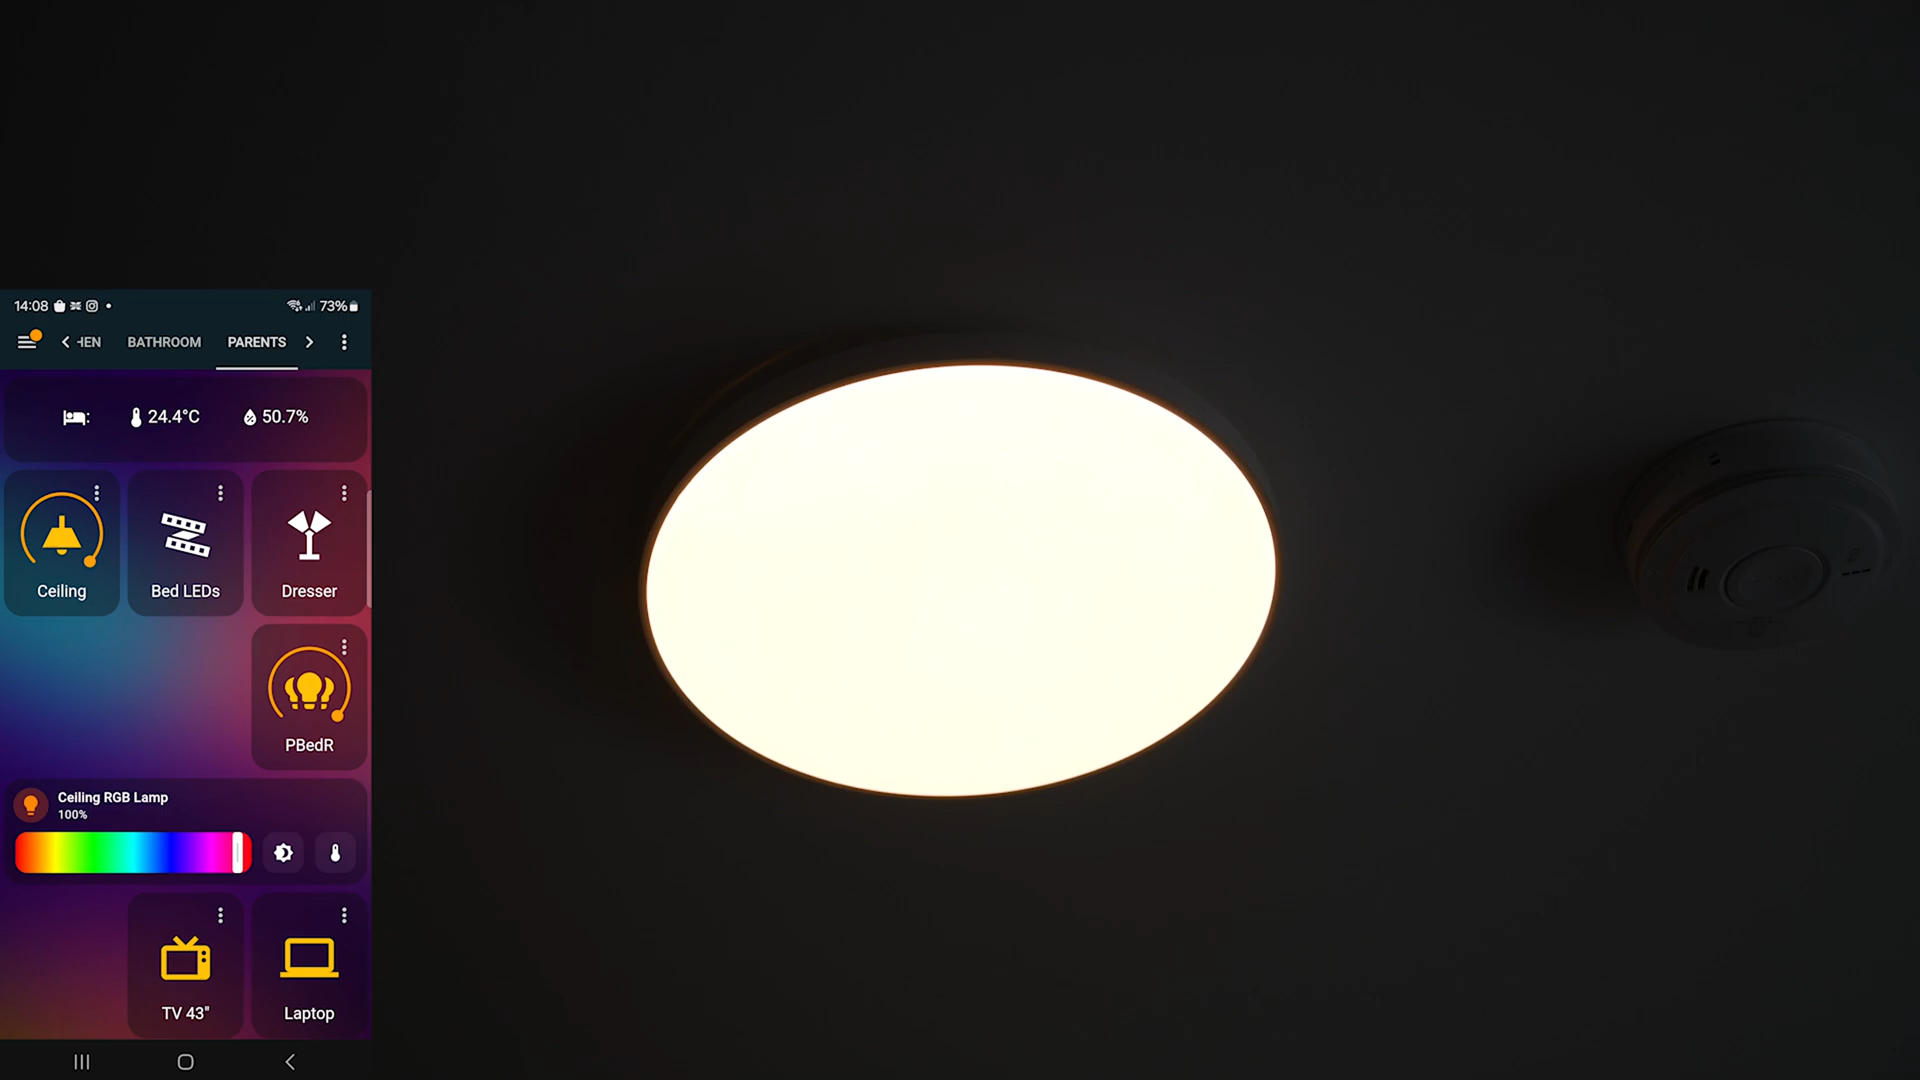 14:08 73%
HEN BATHROOM PARENTS
24.4°C 50.7%
Ceiling Bed LEDs Dresser
PBedR
Ceiling RGB Lamp
100%
TV 43" Laptop